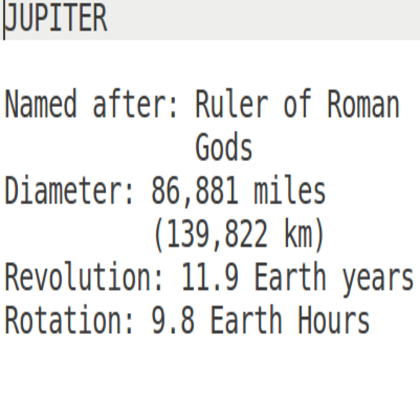 JUPITER
Named after: Ruler of Roman
Gods
Diameter: 86,881 miles
(139,822 km)
Revolution: 11.9 Earth years
Rotation: 9.8 Earth Hours